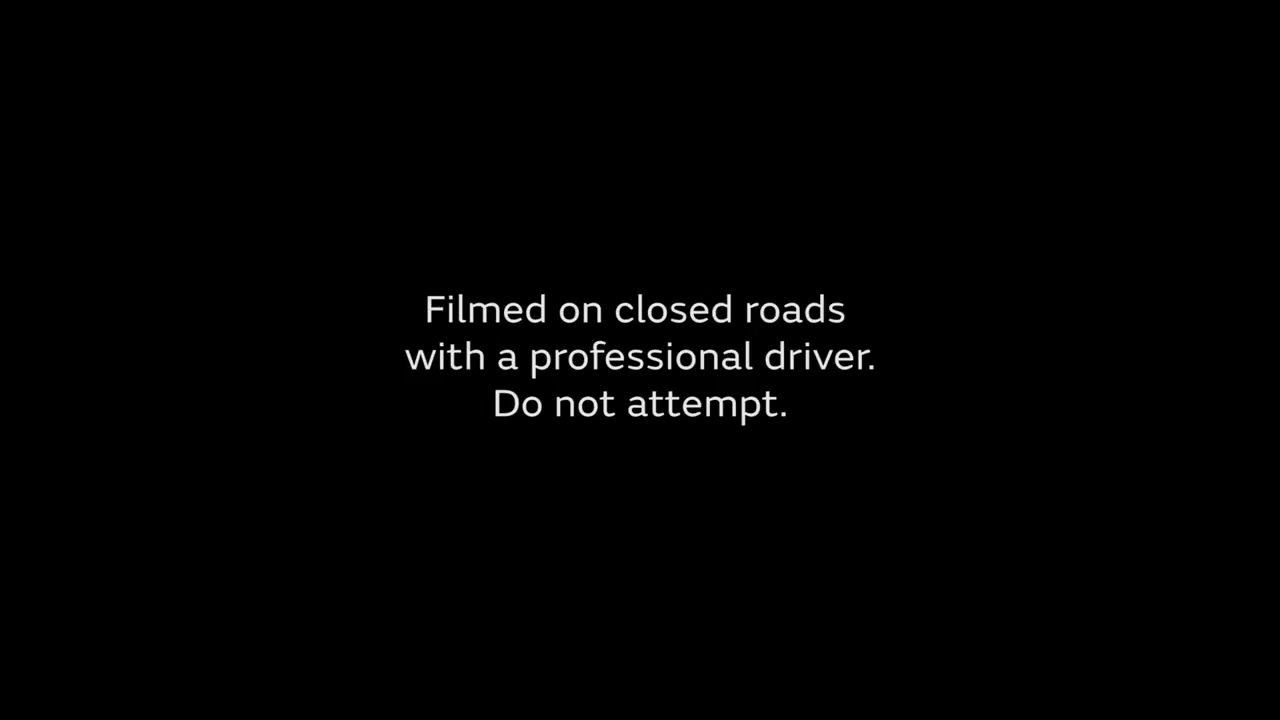 Filmed on closed roads
with a professional driver.
Do not attempt.